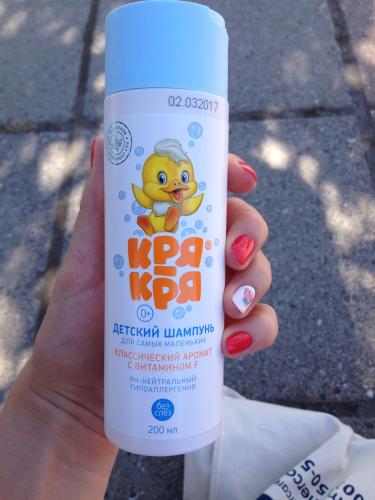 02.032017
КРЯ®
КРЯ
0+
ДЕТСКИЙ ШАМПУНЬ
ДЛЯ САМЫХ МАЛЕНЬКИХ
КЛАССИЧЕСКИЙ АРОМАТ
С ВИТАМИНОМ F
PH-НЕЙТРАЛЬНЫЙ
ГИПОАЛЛЕРГЕННО
без
слёз
200 мл